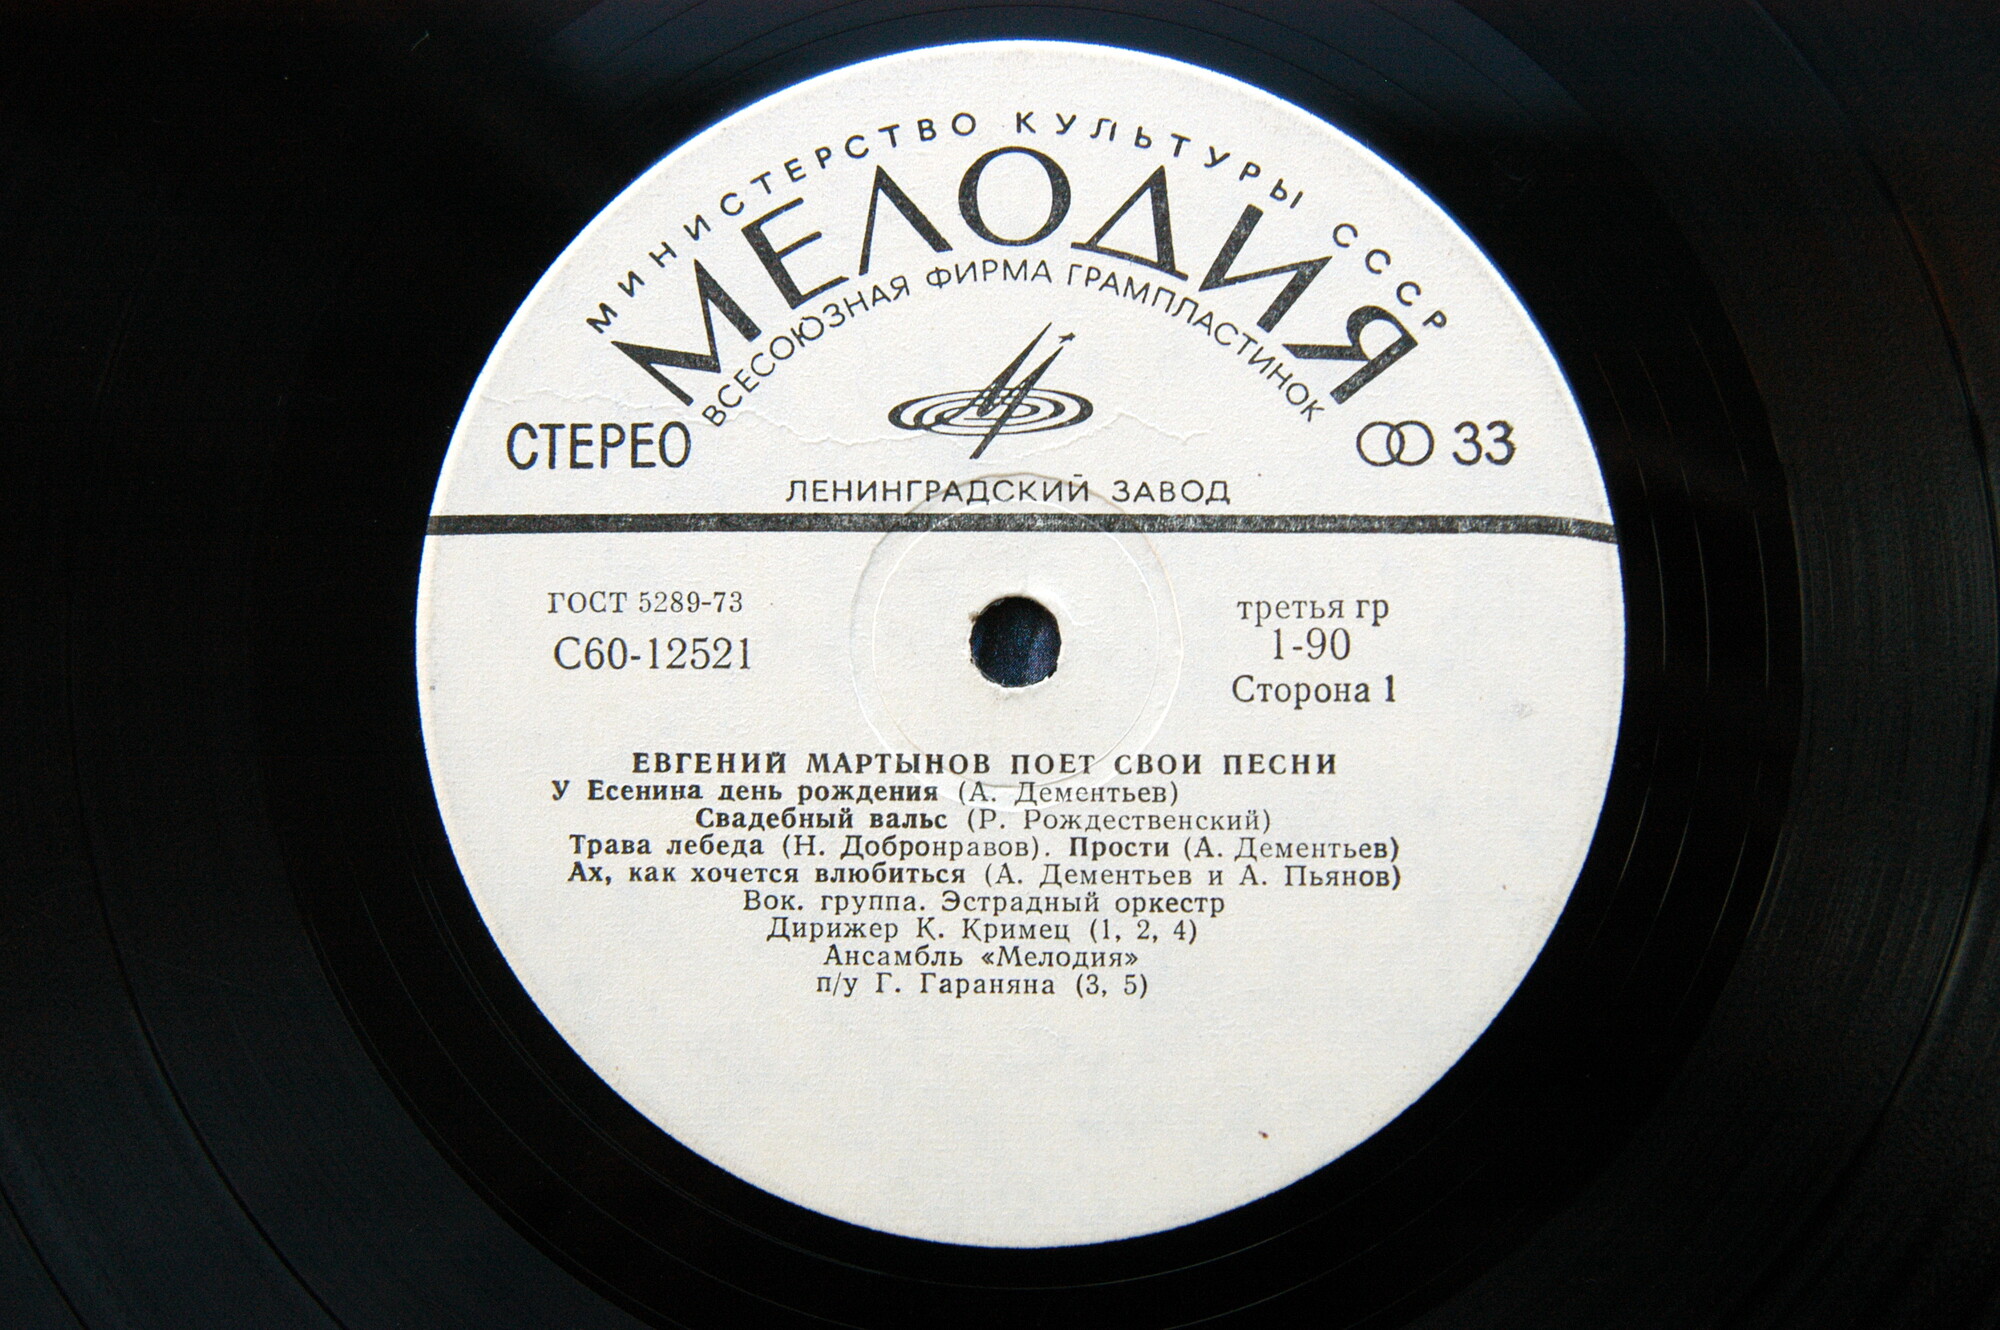 МИНИСТЕРСТВО КУЛЬТУРЫ СССР
МЕЛОДИЯ
ВСЕСОЮЗНАЯ ФИРМА ГРАМПЛАСТИНОК
СТЕРЕО
33
ЛЕНИНГРАДСКИЙ ЗАВОД
ГОСТ 5289-73
С60-12521
третья гр
1-90
Сторона 1
ЕВГЕНИЙ МАРТЫНОВ ПОЕТ СВОИ ПЕСНИ
У Есенина день рождения (А. Дементьев)
Свадебный вальс (Р. Рождественский)
Трава лебеда (Н. Добронравов). Прости (А. Дементьев)
Ах, как хочется влюбиться (А. Дементьев и А. Пьянов)
Вок. группа. Эстрадный оркестр
Дирижер К. Кримец (1, 2, 4)
Ансамбль «Мелодия»
п/у Г. Гараняна (3, 5)